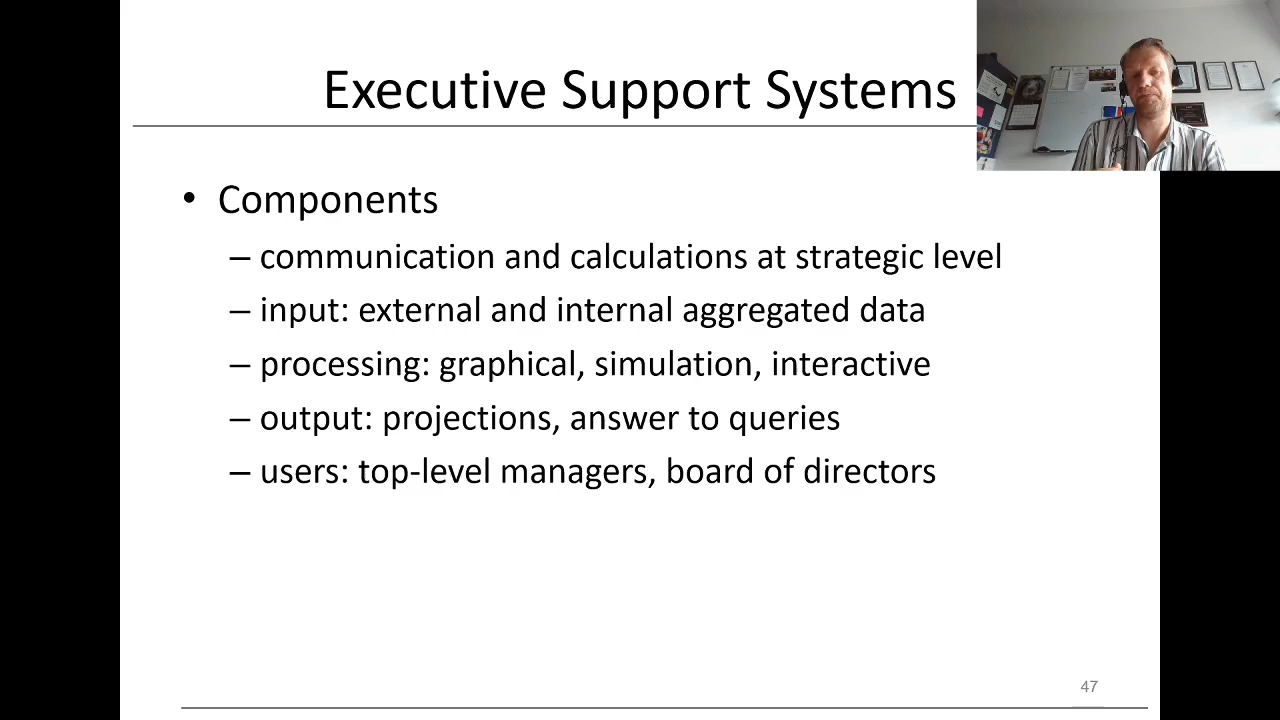 Executive Support Systems
• Components
– communication and calculations at strategic level
– input: external and internal aggregated data
– processing: graphical, simulation, interactive
– output: projections, answer to queries
– users: top-level managers, board of directors
47